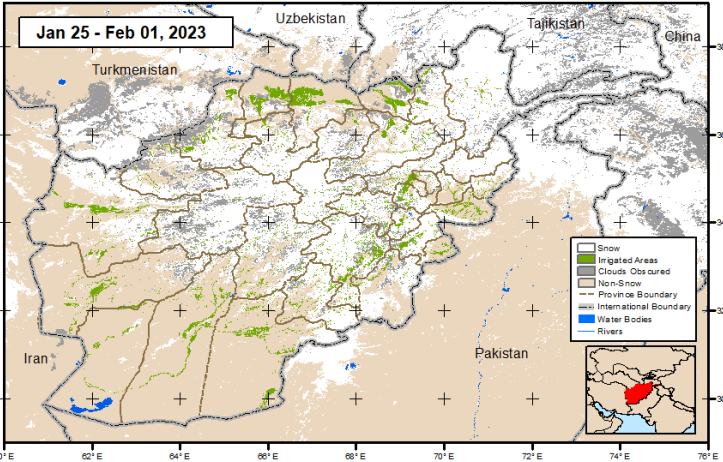 Jan 25 - Feb 01, 2023
Uzbekistan
Tajikistan
China
Turkmenistan
Iran
Pakistan
Snow
Irrigated Areas
Clouds Obscured
Non-Snow
Province Boundary
International Boundary
Water Bodies
Rivers
62° E
64° E
66° E
68° E
70° E
72° E
74° E
76° E